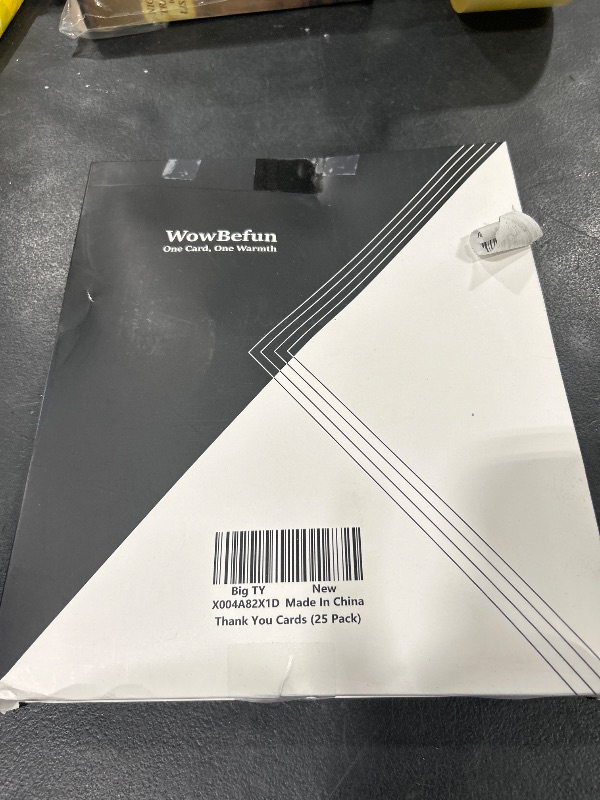 WowBefun
One Card, One Warmth
Big TY New
X004A82X1D Made In China
Thank You Cards (25 Pack)